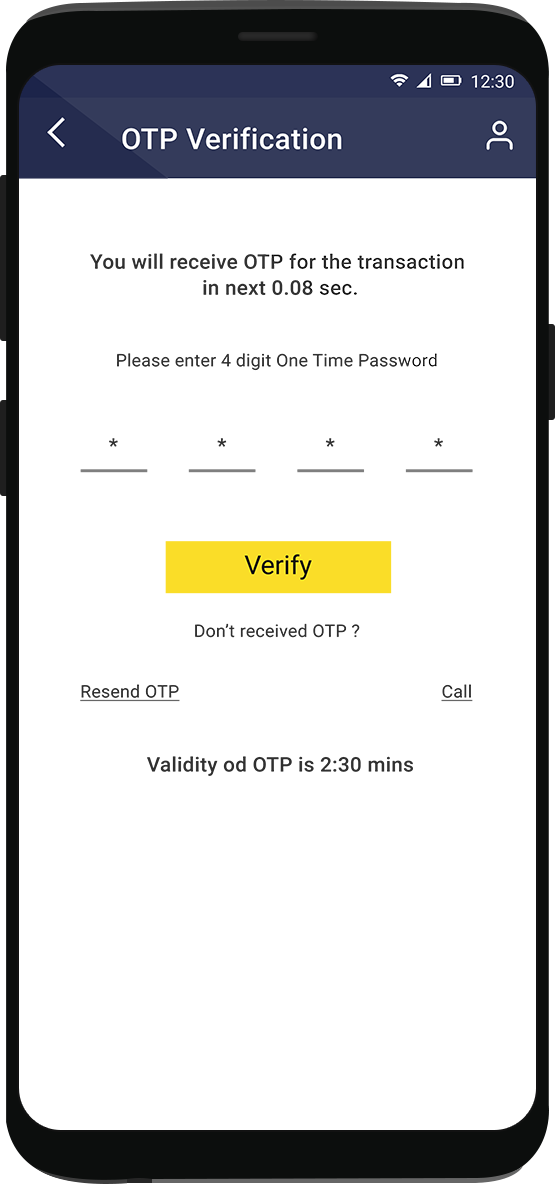 12:30
OTP Verification
You will receive OTP for the transaction
in next 0.08 sec.
Please enter 4 digit One Time Password
* * * *
Verify
Don’t received OTP ?
Resend OTP Call
Validity od OTP is 2:30 mins